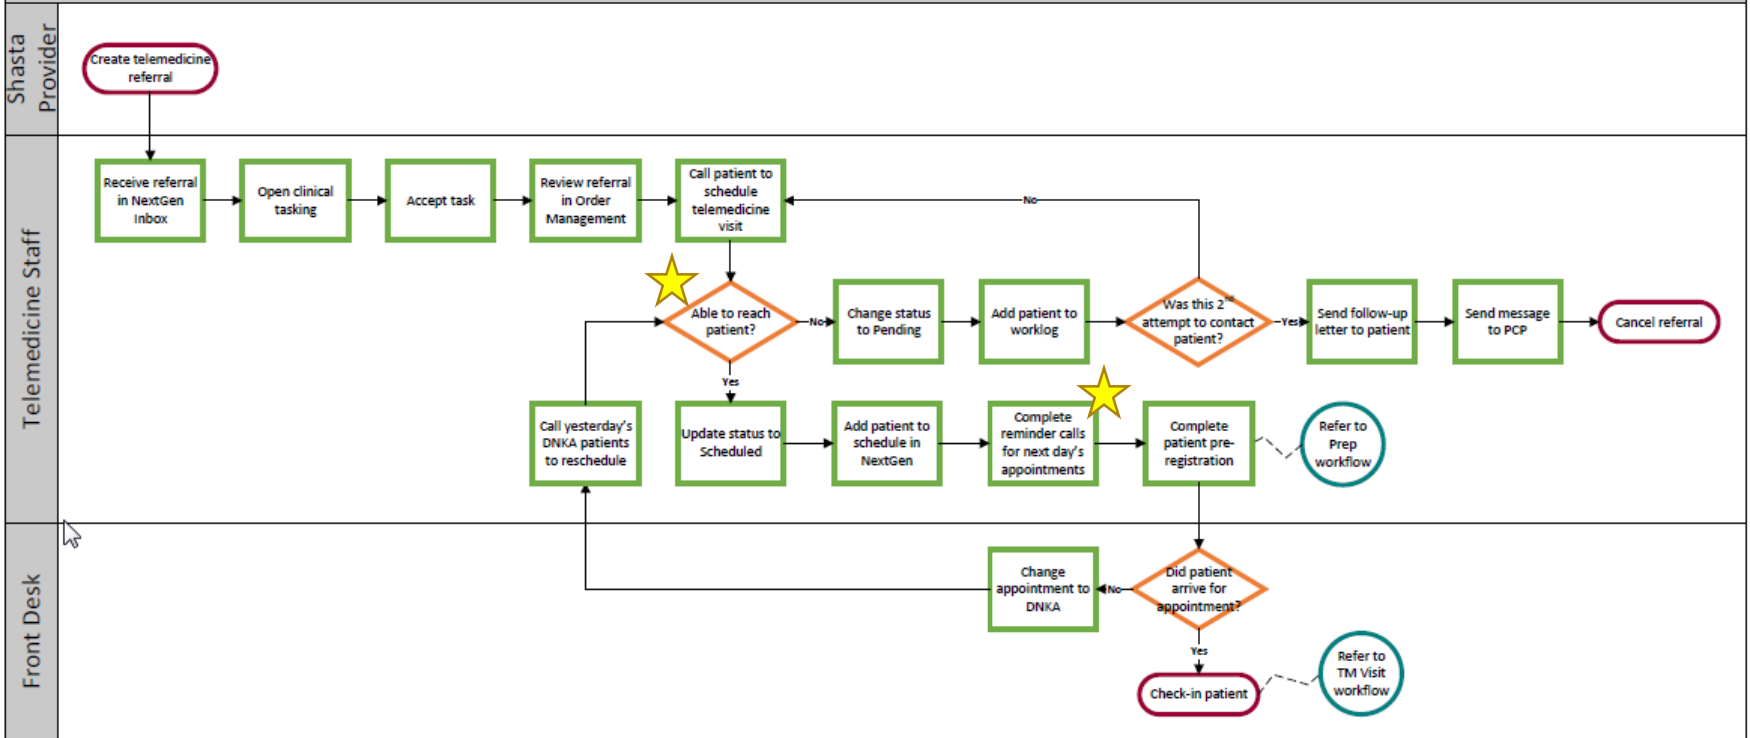 Shasta
Provider
Create telemedicine
referral
Telemedicine Staff
Receive referral
in NextGen
Inbox
Open clinical
tasking
Accept task
Review referral
in Order
Management
Call patient to
schedule
telemedicine
visit
No
Able to reach
patient?
No
Change status
to Pending
Add patient to
worklog
Was this 2nd
attempt to contact
patient?
Yes
Send follow-up
letter to patient
Send message
to PCP
Cancel referral
Yes
Call yesterday's
DNKA patients
to reschedule
Update status to
Scheduled
Add patient to
schedule in
NextGen
Complete
reminder calls
for next day's
appointments
Complete
patient pre-
registration
Refer to
Prep
workflow
Front Desk
Change
appointment to
DNKA
No
Did patient
arrive for
appointment?
Yes
Check-in patient
Refer to
TM Visit
workflow